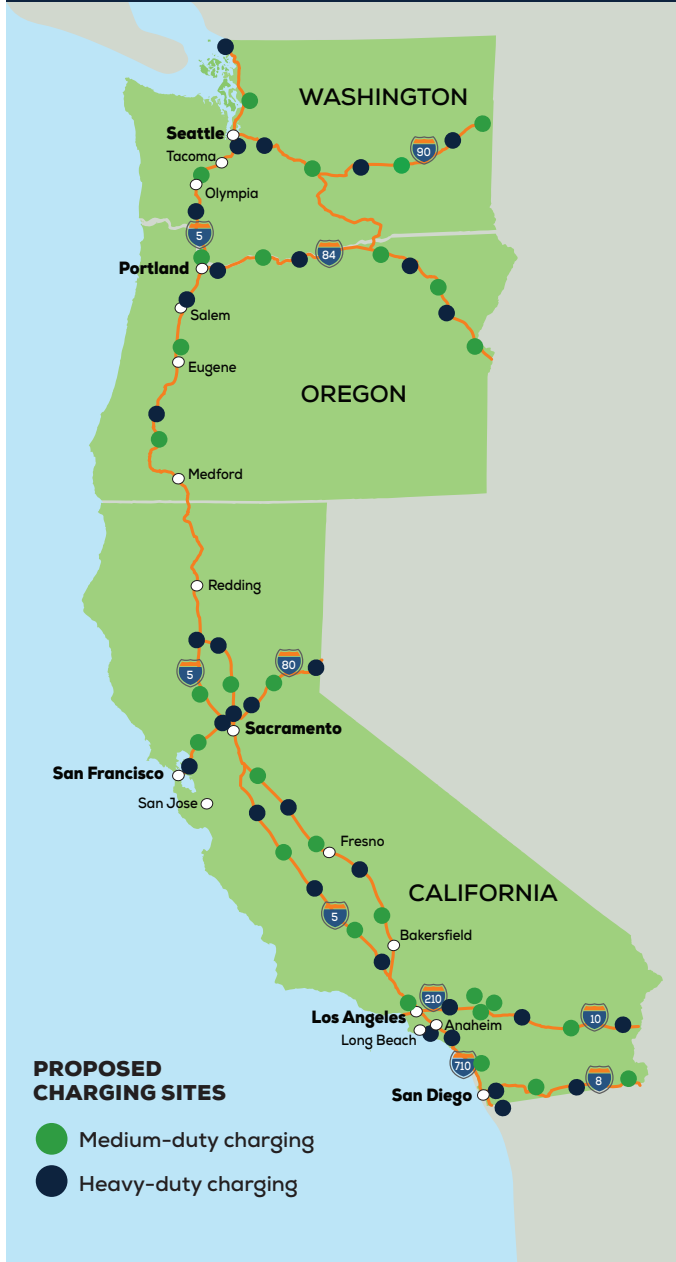 WASHINGTON
Seattle
90
Tacoma
Olympia
5
84
Portland
Salem
Eugene
OREGON
Medford
Redding
80
5
Sacramento
San Francisco
San Jose
Fresno
CALIFORNIA
5
Bakersfield
210
Los Angeles
10
Anaheim
Long Beach
710
8
San Diego
PROPOSED
CHARGING SITES
Medium-duty charging
Heavy-duty charging